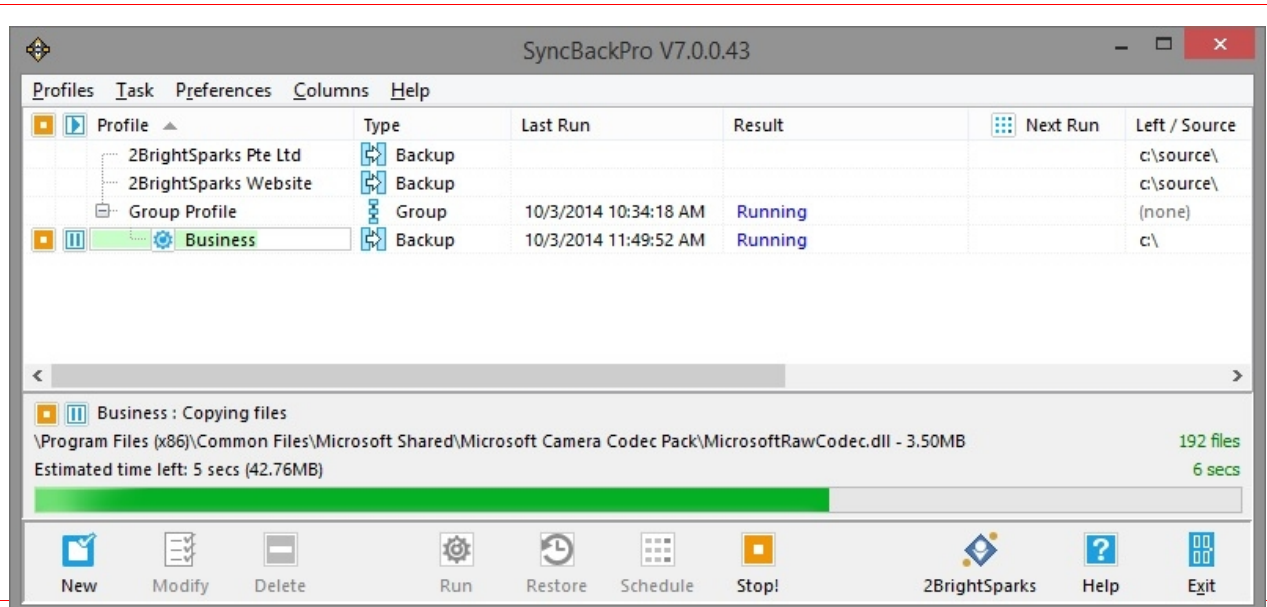 SyncBackPro V7.0.0.43
Profiles Task Preferences Columns Help
Profile Type Last Run Result Next Run Left / Source
2BrightSparks Pte Ltd Backup c:\source\
2BrightSparks Website Backup c:\source\
Group Profile Group 10/3/2014 10:34:18 AM Running (none)
Business Backup 10/3/2014 11:49:52 AM Running c:\
Business : Copying files
\Program Files (x86)\Common Files\Microsoft Shared\Microsoft Camera Codec Pack\MicrosoftRawCodec.dll - 3.50MB 192 files
Estimated time left: 5 secs (42.76MB) 6 secs
New Modify Delete Run Restore Schedule Stop! 2BrightSparks Help Exit